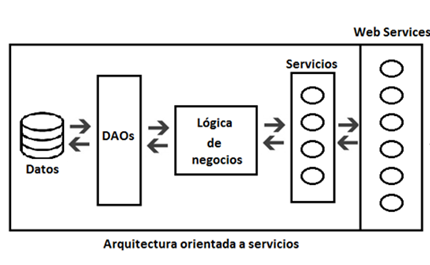 Web Services
Servicios
DAOs
Lógica
de
negocios
Datos
Arquitectura orientada a servicios